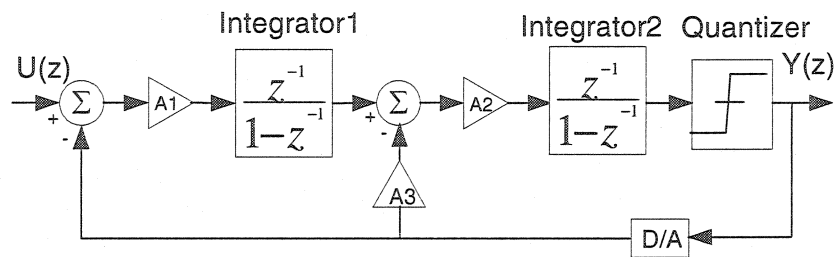 Integrator1
Integrator2
Quantizer
U(z)
Y(z)
Σ
A1
z⁻¹
1−z⁻¹
Σ
A2
z⁻¹
1−z⁻¹
+
-
+
-
A3
D/A